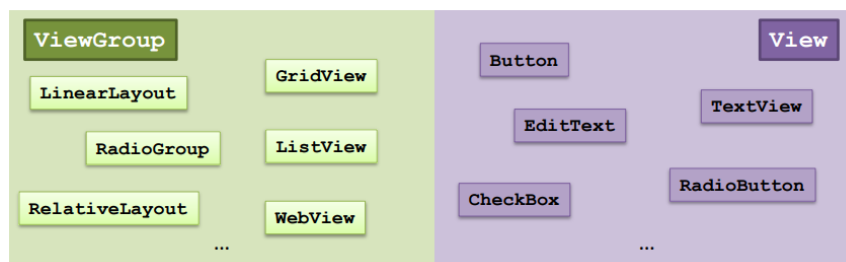 ViewGroup
LinearLayout
GridView
RadioGroup
ListView
RelativeLayout
WebView
...
View
Button
TextView
EditText
RadioButton
CheckBox
...